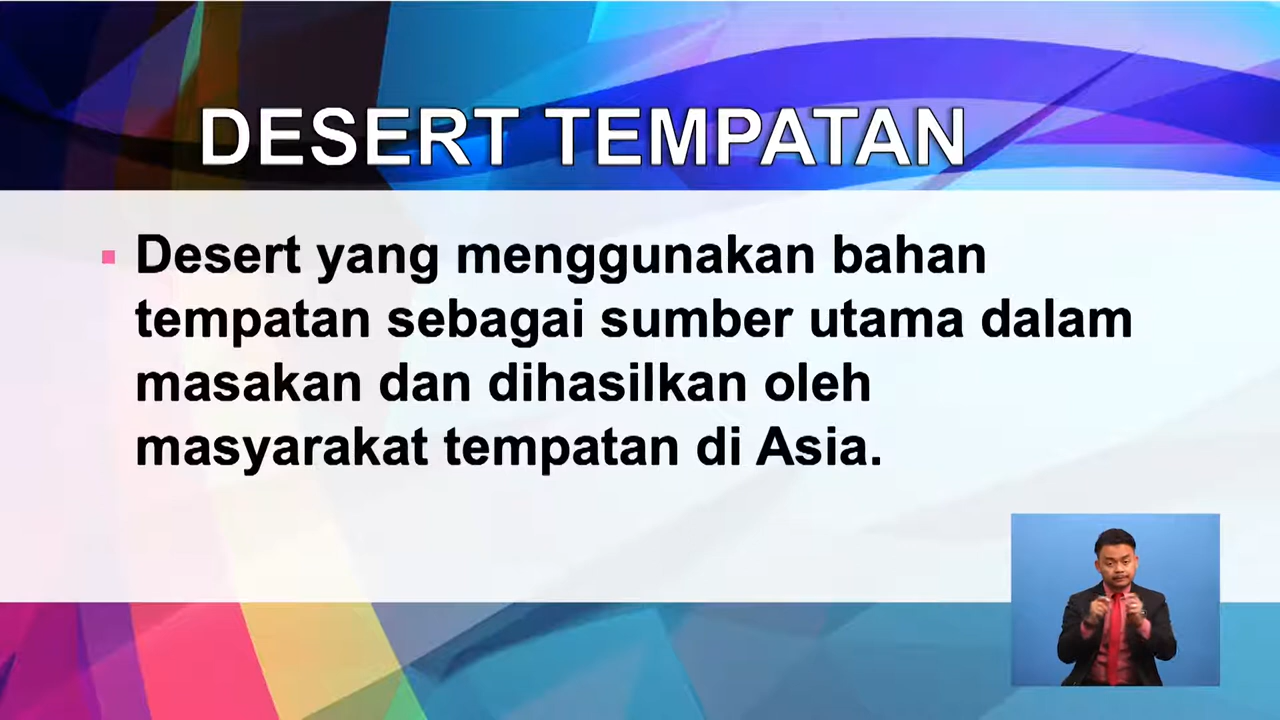 DESERT TEMPATAN
Desert yang menggunakan bahan
tempatan sebagai sumber utama dalam
masakan dan dihasilkan oleh
masyarakat tempatan di Asia.